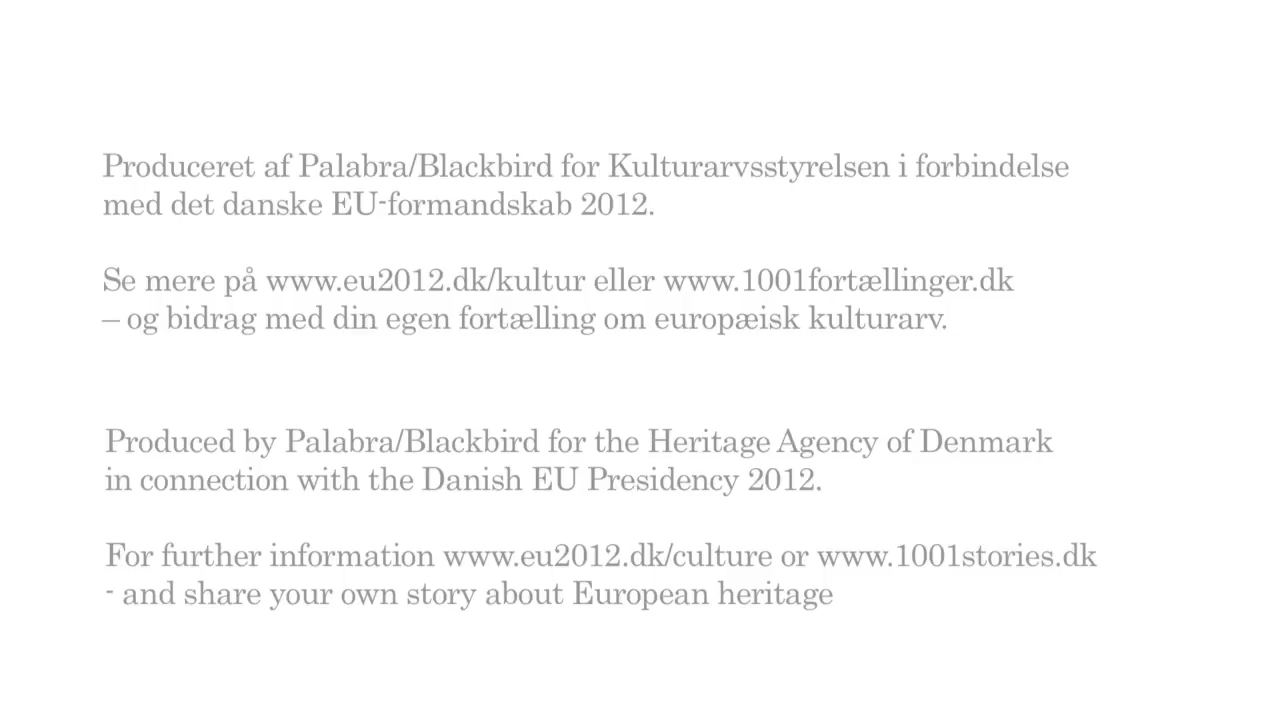 Produceret af Palabra/Blackbird for Kulturarvsstyrelsen i forbindelse
med det danske EU-formandskab 2012.
Se mere på www.eu2012.dk/kultur eller www.1001fortællinger.dk
– og bidrag med din egen fortælling om europæisk kulturarv.
Produced by Palabra/Blackbird for the Heritage Agency of Denmark
in connection with the Danish EU Presidency 2012.
For further information www.eu2012.dk/culture or www.1001stories.dk
- and share your own story about European heritage